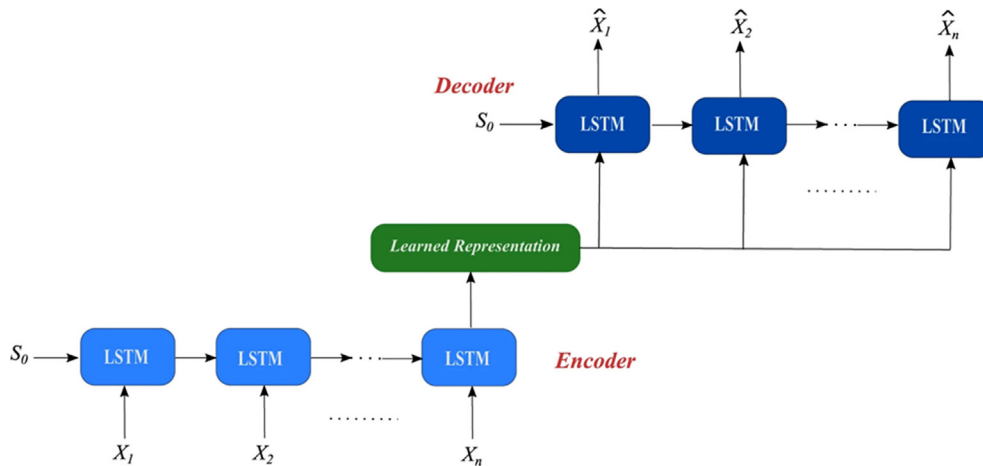 X̂₁ X̂₂ X̂ₙ
Decoder
S₀ LSTM LSTM ... LSTM
.........
Learned Representation
S₀ LSTM LSTM ... LSTM
Encoder
.........
X₁ X₂ Xₙ